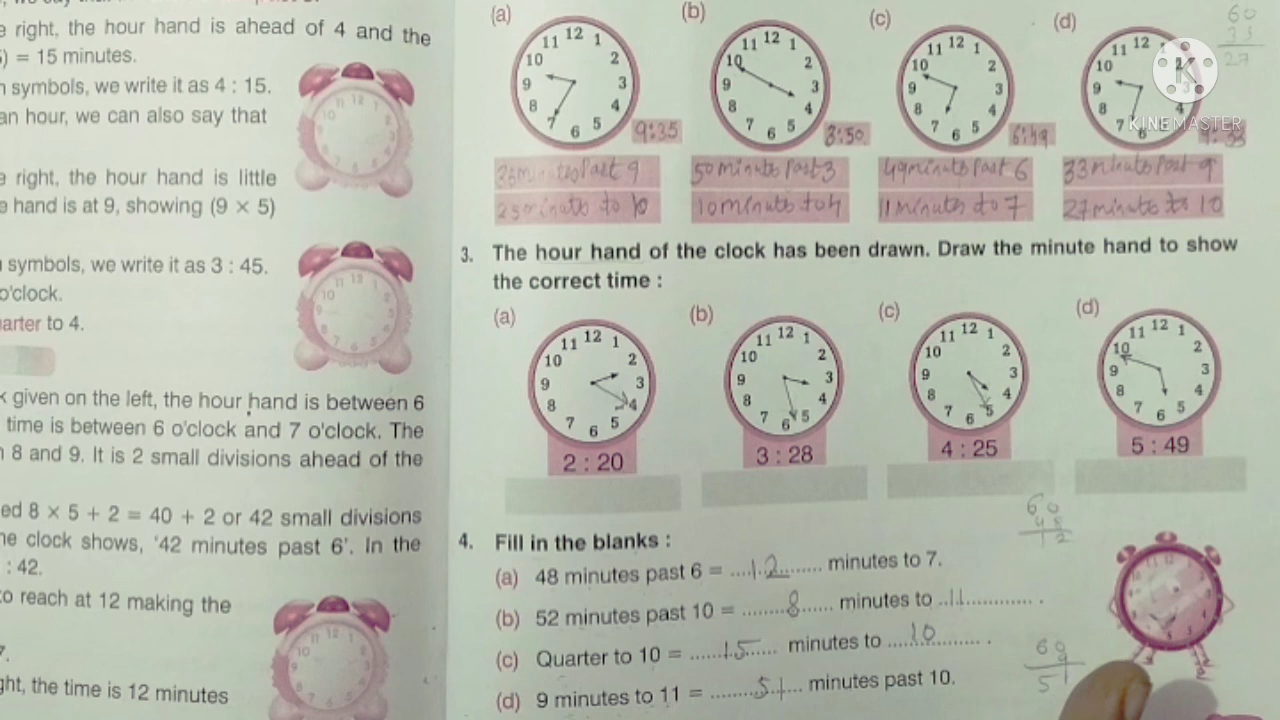 e right, the hour hand is ahead of 4 and the
5) = 15 minutes.
n symbols, we write it as 4 : 15.
an hour, we can also say that
e right, the hour hand is little
e hand is at 9, showing (9 × 5)
n symbols, we write it as 3 : 45.
o'clock.
arter to 4.
k given on the left, the hour hand is between 6
time is between 6 o'clock and 7 o'clock. The
n 8 and 9. It is 2 small divisions ahead of the
ed 8 × 5 + 2 = 40 + 2 or 42 small divisions
he clock shows, '42 minutes past 6'. In the
: 42.
to reach at 12 making the
7.
ght, the time is 12 minutes
(a) (b) (c) (d)
9:35 3:50 6:49
35 minutes Past 9 50 minuts Past 3 49 minuts Past 6 33 minute Past 9
25 minuts to 10 10 minuts to 4 11 minuts to 7 27 minuts to 10
60
33
27
KINEMASTER
3. The hour hand of the clock has been drawn. Draw the minute hand to show
the correct time :
(a) (b) (c) (d)
2 : 20 3 : 28 4 : 25 5 : 49
4. Fill in the blanks :
(a) 48 minutes past 6 = ....12........ minutes to 7.
(b) 52 minutes past 10 = ........8...... minutes to ..11............. .
(c) Quarter to 10 = ......15...... minutes to ....10............ .
(d) 9 minutes to 11 = ........51.... minutes past 10.
60
48
12
60
9
51